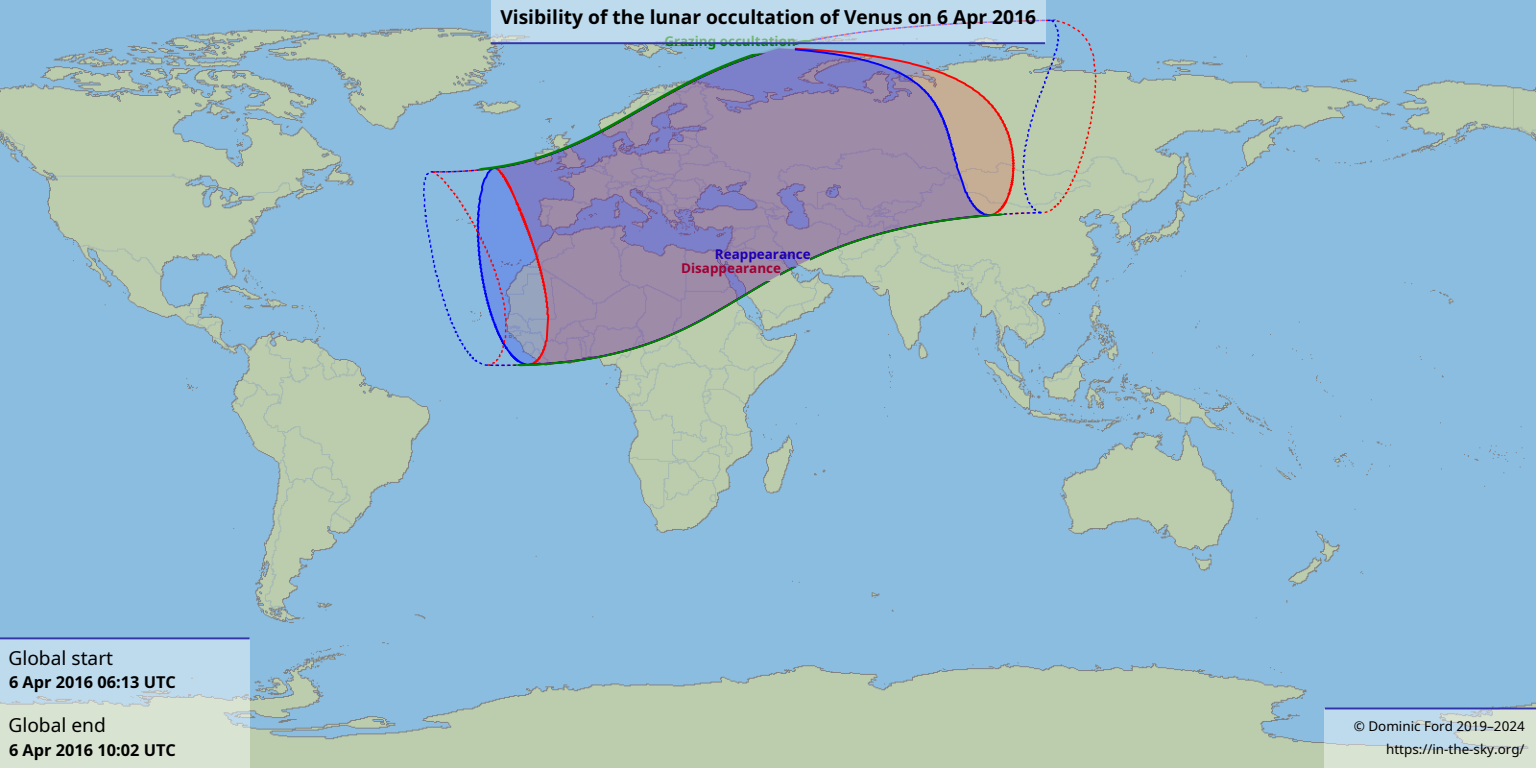 Visibility of the lunar occultation of Venus on 6 Apr 2016
Grazing occultation
Reappearance
Disappearance
Global start
6 Apr 2016 06:13 UTC
Global end
6 Apr 2016 10:02 UTC
© Dominic Ford 2019–2024
https://in-the-sky.org/